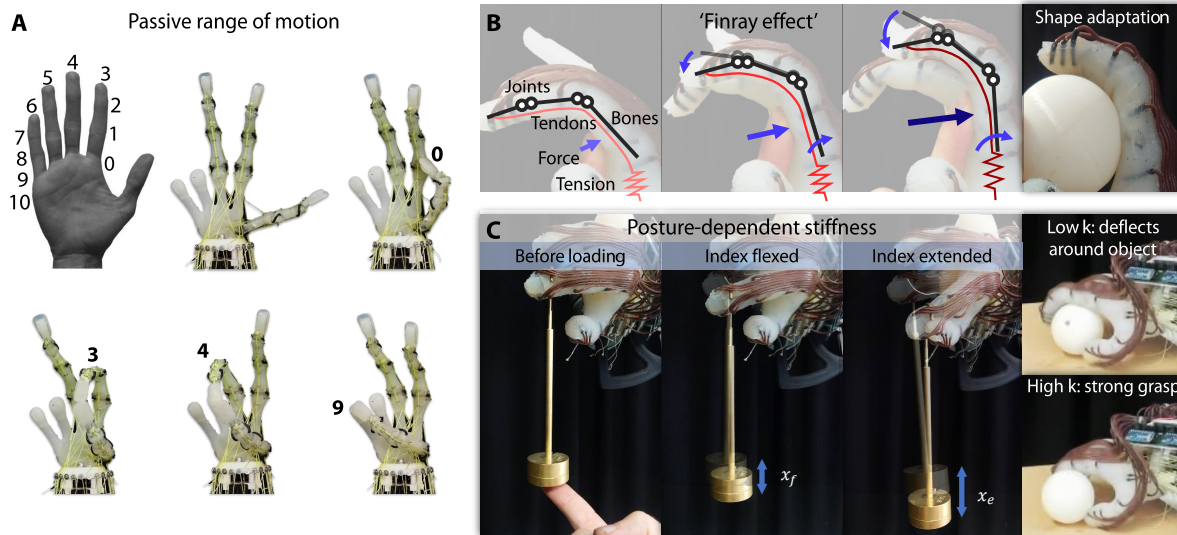 A
Passive range of motion
4
5
3
6
2
7
1
8
0
9
10
0
3
4
9
B
'Finray effect'
Shape adaptation
Joints
Tendons
Bones
Force
Tension
C
Posture-dependent stiffness
Before loading
Index flexed
Index extended
x_f
x_e
Low k: deflects
around object
High k: strong grasp